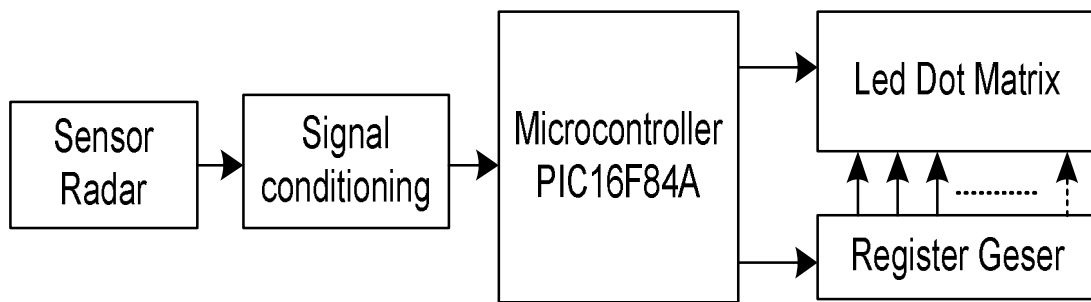 Sensor
Radar
Signal
conditioning
Microcontroller
PIC16F84A
Led Dot Matrix
Register Geser